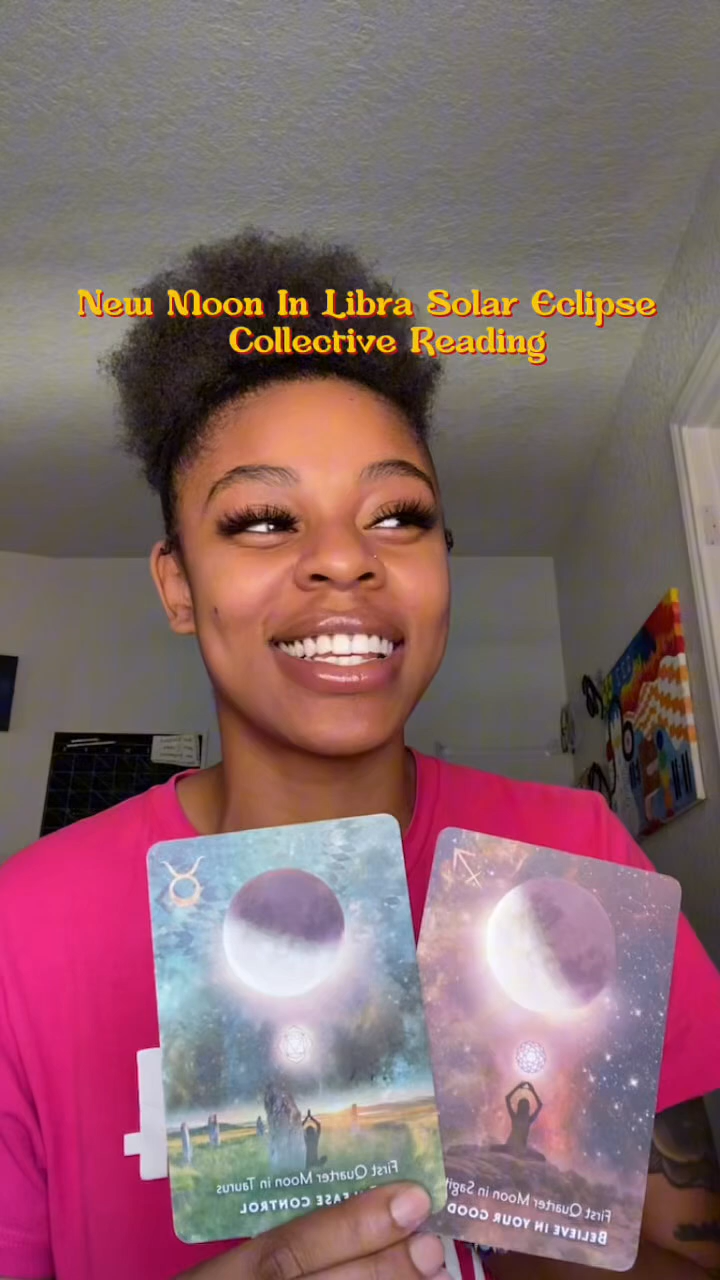 New Moon In Libra Solar Eclipse
Collective Reading
First Quarter Moon in Taurus
CONTROL
First Quarter Moon in
BELIEVE IN YOUR GOOD